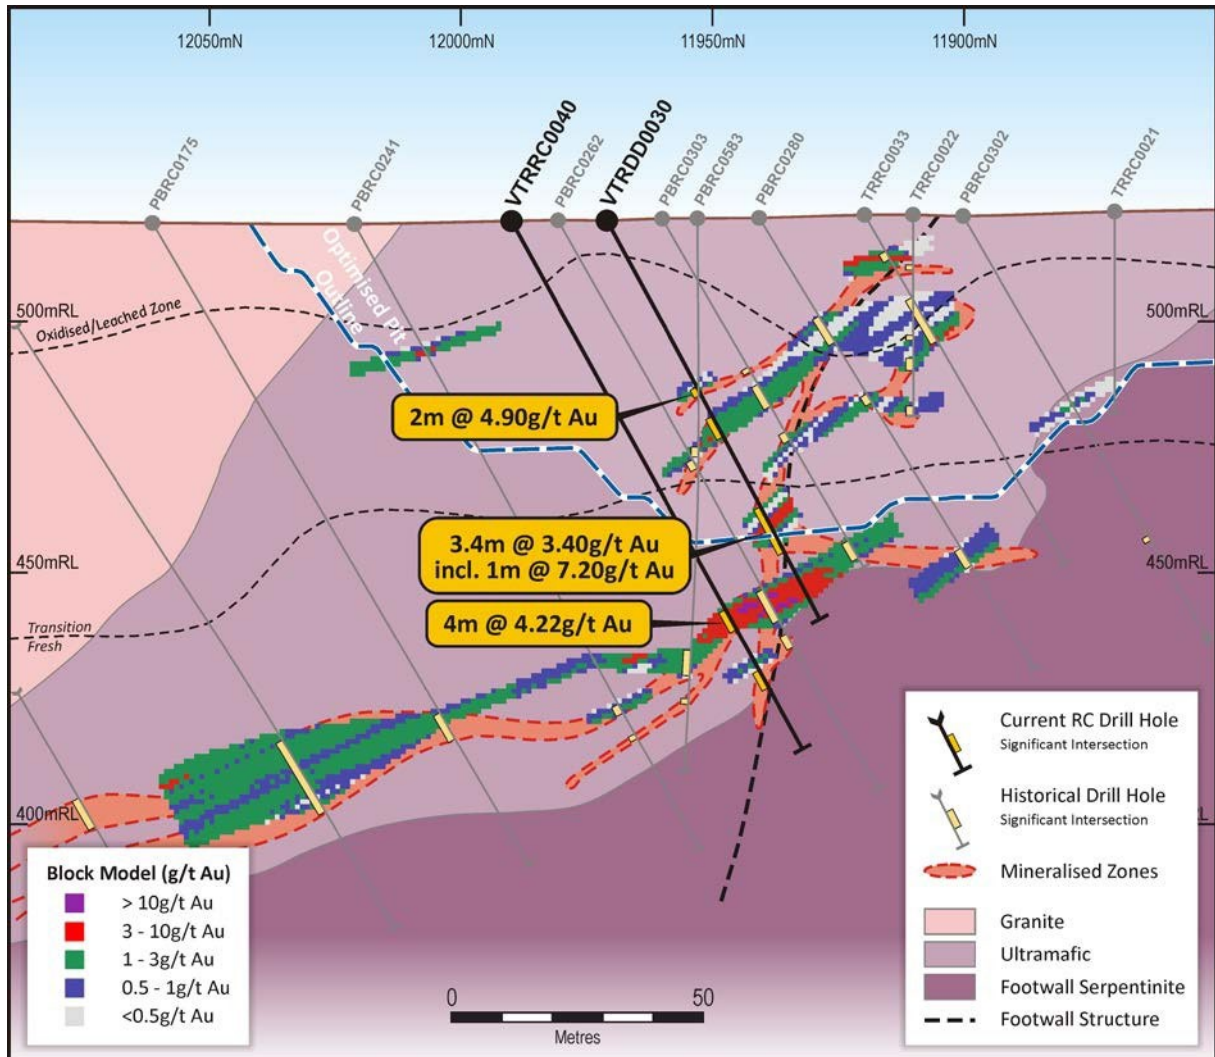 12050mN
12000mN
11950mN
11900mN
PBRC0175
PBRC0241
VTRRC0040
PBRC0262
VTRDD0030
PBRC0303
PBRC0583
PBRC0280
TRRC0033
TRRC0022
PBRC0302
TRRC0021
Optimised Pit
Outline
500mRL
Oxidised/Leached Zone
500mRL
2m @ 4.90g/t Au
3.4m @ 3.40g/t Au
incl. 1m @ 7.20g/t Au
450mRL
450mRL
4m @ 4.22g/t Au
Transition
Fresh
400mRL
Block Model (g/t Au)
> 10g/t Au
3 - 10g/t Au
1 - 3g/t Au
0.5 - 1g/t Au
<0.5g/t Au
0
50
Metres
Current RC Drill Hole
Significant Intersection
Historical Drill Hole
Significant Intersection
Mineralised Zones
Granite
Ultramafic
Footwall Serpentinite
Footwall Structure